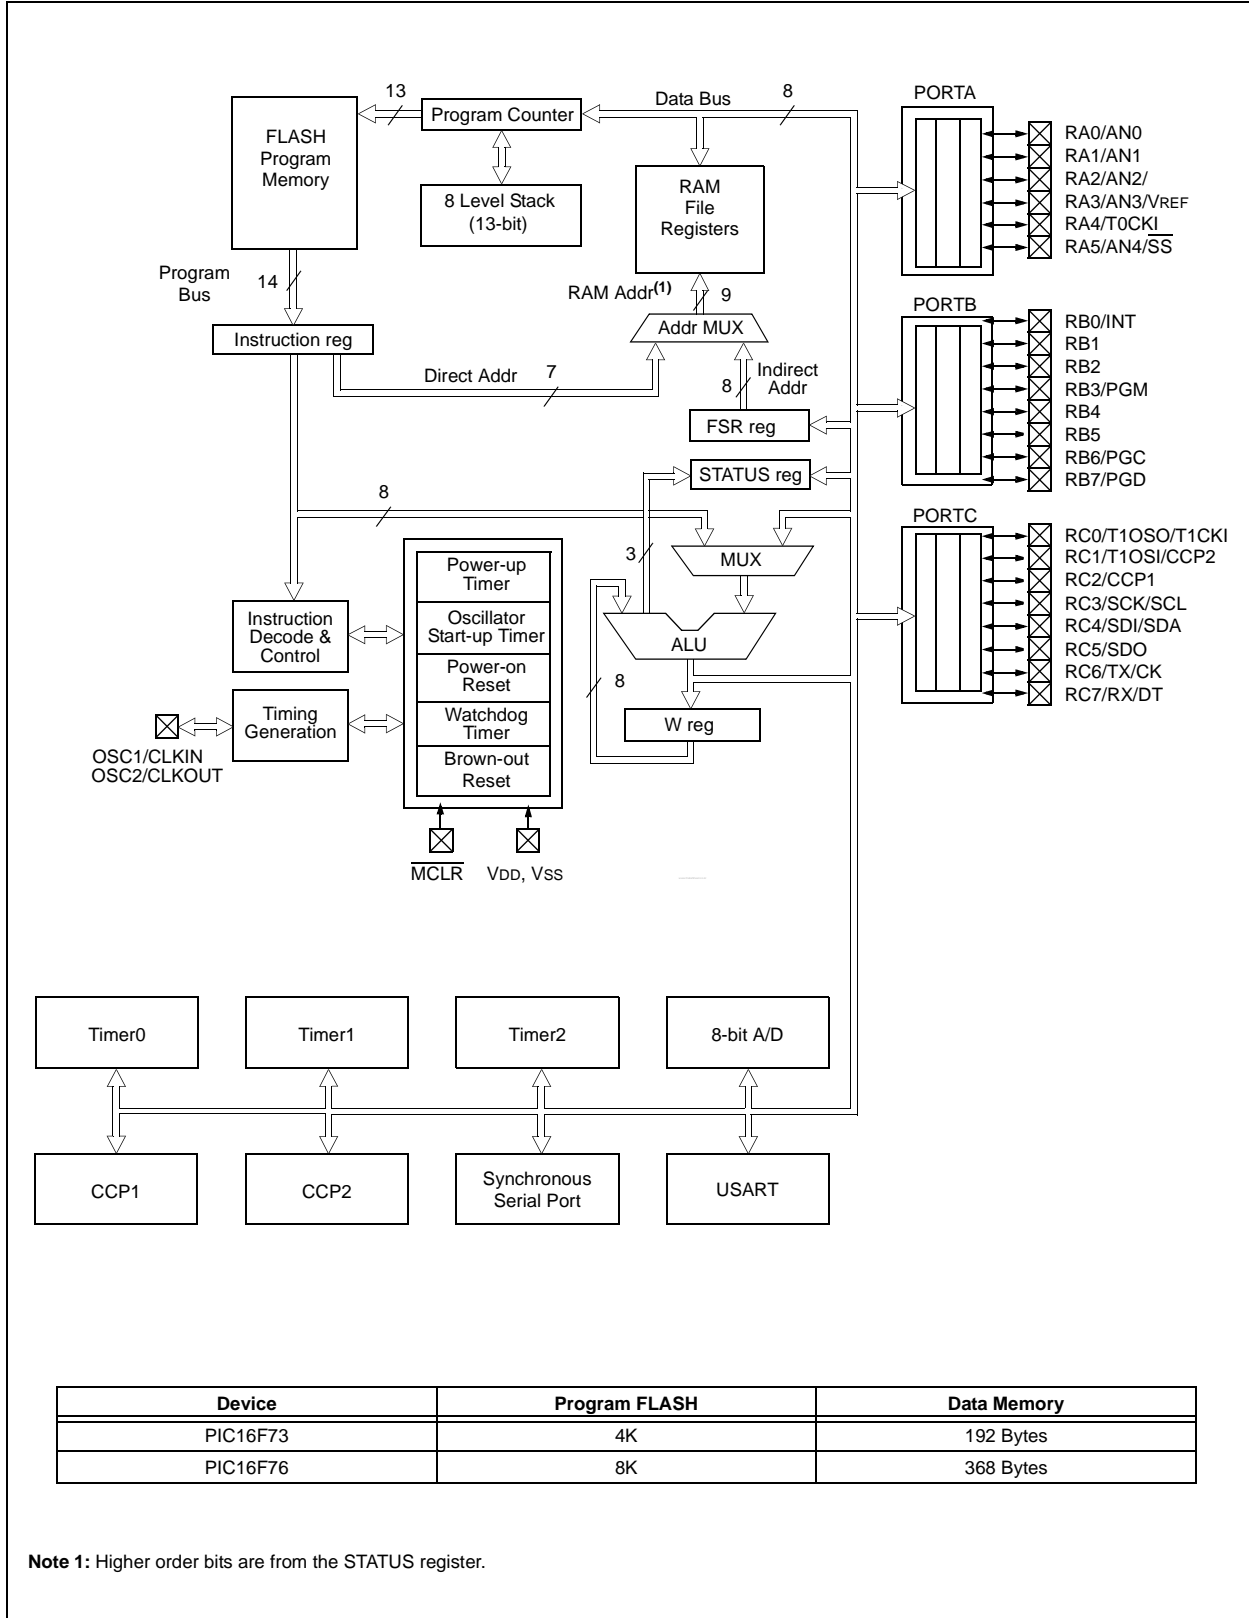 13
Data Bus
8
PORTA
FLASH
Program
Memory
Program Counter
8 Level Stack
(13-bit)
RAM
File
Registers
RA0/AN0
RA1/AN1
RA2/AN2/
RA3/AN3/VREF
RA4/T0CKI
RA5/AN4/SS
Program
Bus
14
RAM Addr(1)
9
PORTB
Instruction reg
Addr MUX
RB0/INT
RB1
RB2
RB3/PGM
RB4
RB5
RB6/PGC
RB7/PGD
Direct Addr
7
8
Indirect
Addr
FSR reg
STATUS reg
8
PORTC
3
MUX
RC0/T1OSO/T1CKI
RC1/T1OSI/CCP2
RC2/CCP1
RC3/SCK/SCL
RC4/SDI/SDA
RC5/SDO
RC6/TX/CK
RC7/RX/DT
Power-up
Timer
Oscillator
Start-up Timer
Power-on
Reset
Watchdog
Timer
Brown-out
Reset
Instruction
Decode &
Control
ALU
8
W reg
Timing
Generation
OSC1/CLKIN
OSC2/CLKOUT
MCLR
VDD, VSS
Timer0
Timer1
Timer2
8-bit A/D
CCP1
CCP2
Synchronous
Serial Port
USART
Device Program FLASH Data Memory
PIC16F73 4K 192 Bytes
PIC16F76 8K 368 Bytes
Note 1: Higher order bits are from the STATUS register.